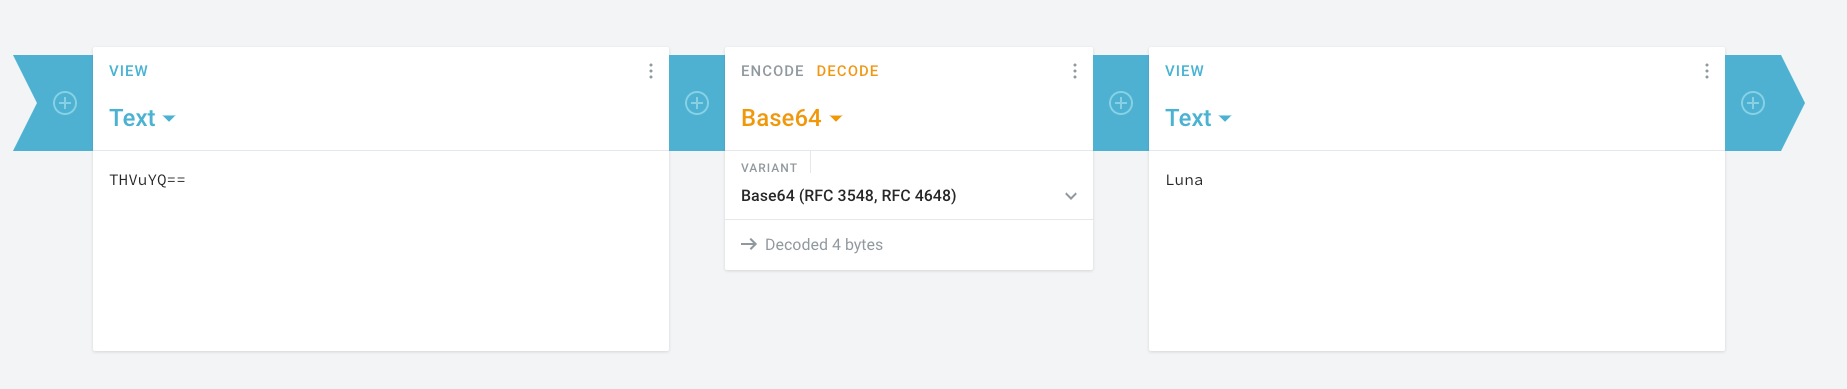 VIEW
Text
THVuYQ==
ENCODE DECODE
Base64
VARIANT
Base64 (RFC 3548, RFC 4648)
Decoded 4 bytes
VIEW
Text
Luna